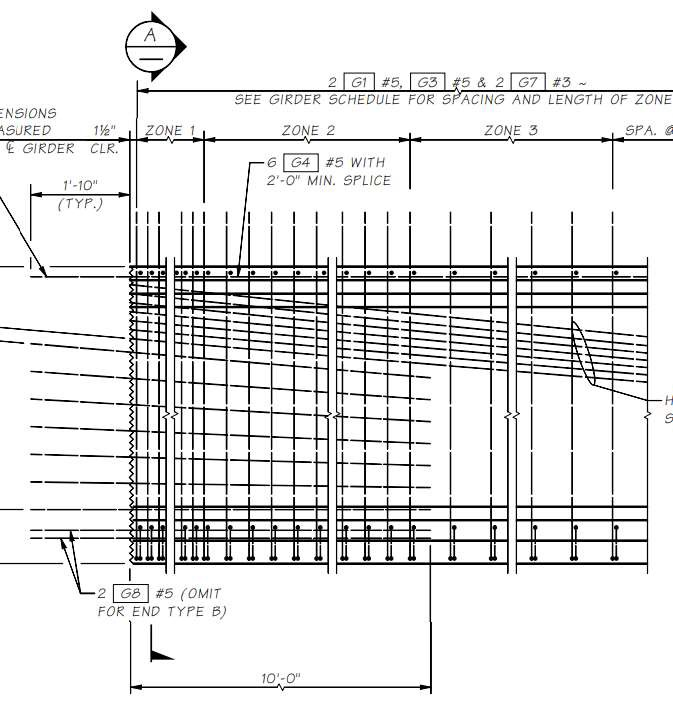 A
2 G1 #5, G3 #5 & 2 G7 #3 ~
SEE GIRDER SCHEDULE FOR SPACING AND LENGTH OF ZONE
ENSIONS
ASURED
℄ GIRDER
1½"
CLR.
ZONE 1
ZONE 2
ZONE 3
SPA. @
6 G4 #5 WITH
2'-0" MIN. SPLICE
1'-10"
(TYP.)
H
S
2 G8 #5 (OMIT
FOR END TYPE B)
10'-0"